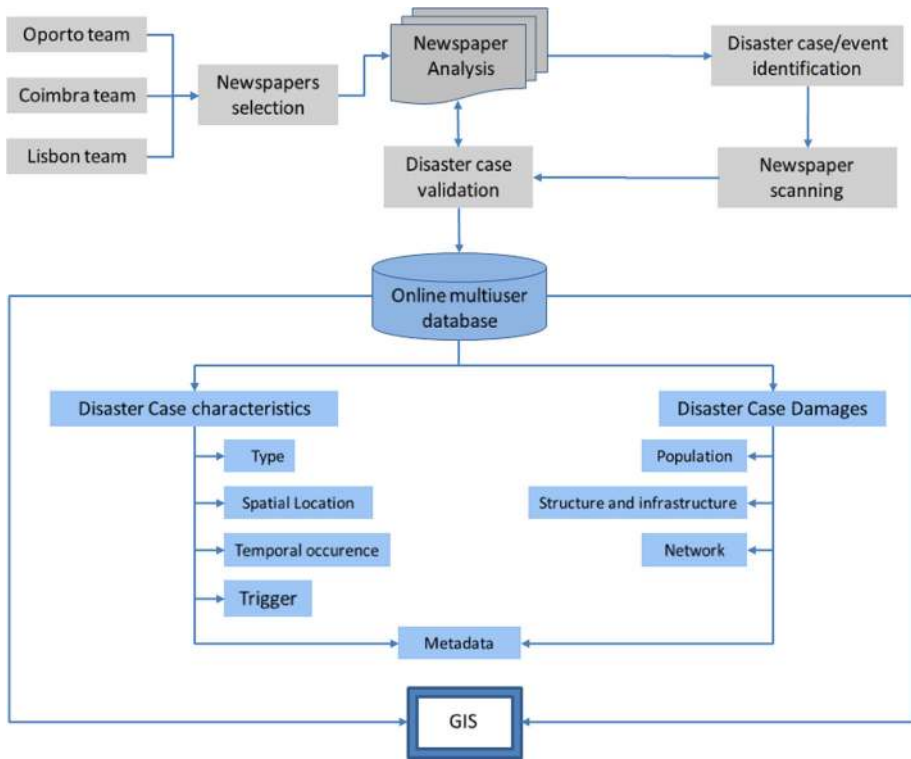 Oporto team
Coimbra team
Lisbon team
Newspapers
selection
Newspaper
Analysis
Disaster case/event
identification
Newspaper
scanning
Disaster case
validation
Online multiuser
database
Disaster Case characteristics
Type
Spatial Location
Temporal occurence
Trigger
Disaster Case Damages
Population
Structure and infrastructure
Network
Metadata
GIS